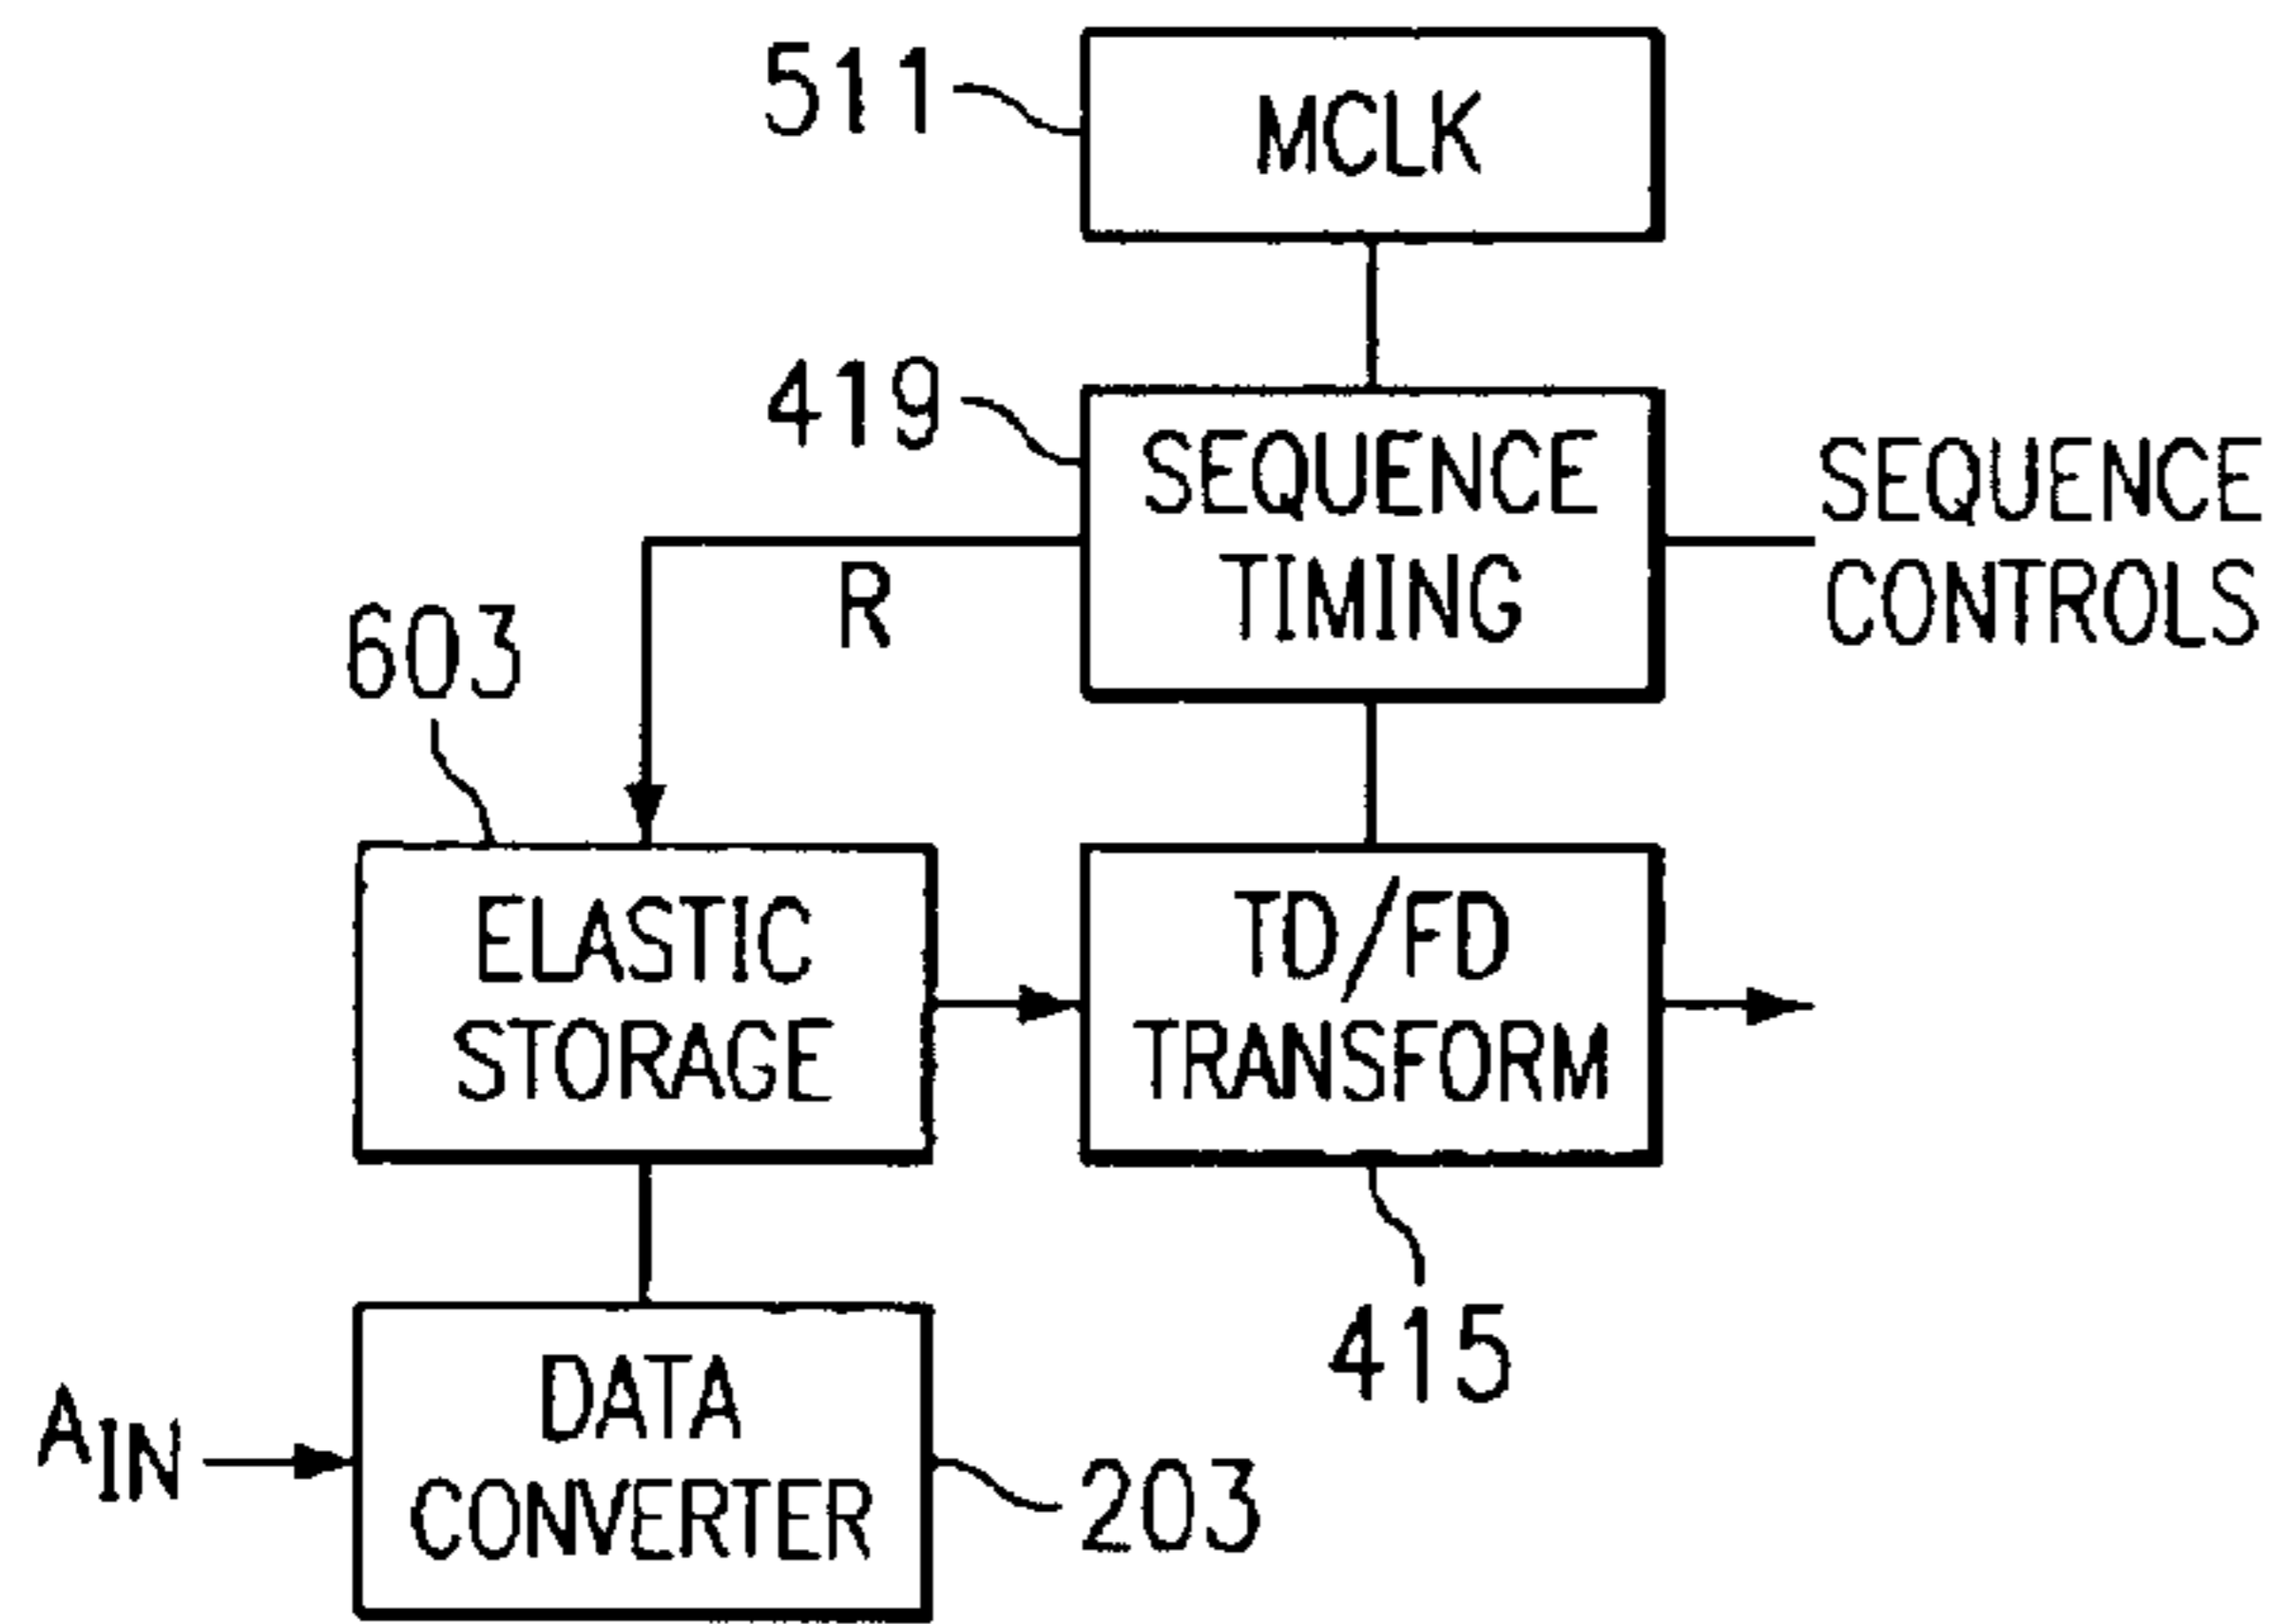 511
MCLK
419
SEQUENCE
TIMING
SEQUENCE
CONTROLS
R
603
ELASTIC
STORAGE
TD/FD
TRANSFORM
415
AIN
DATA
CONVERTER
203